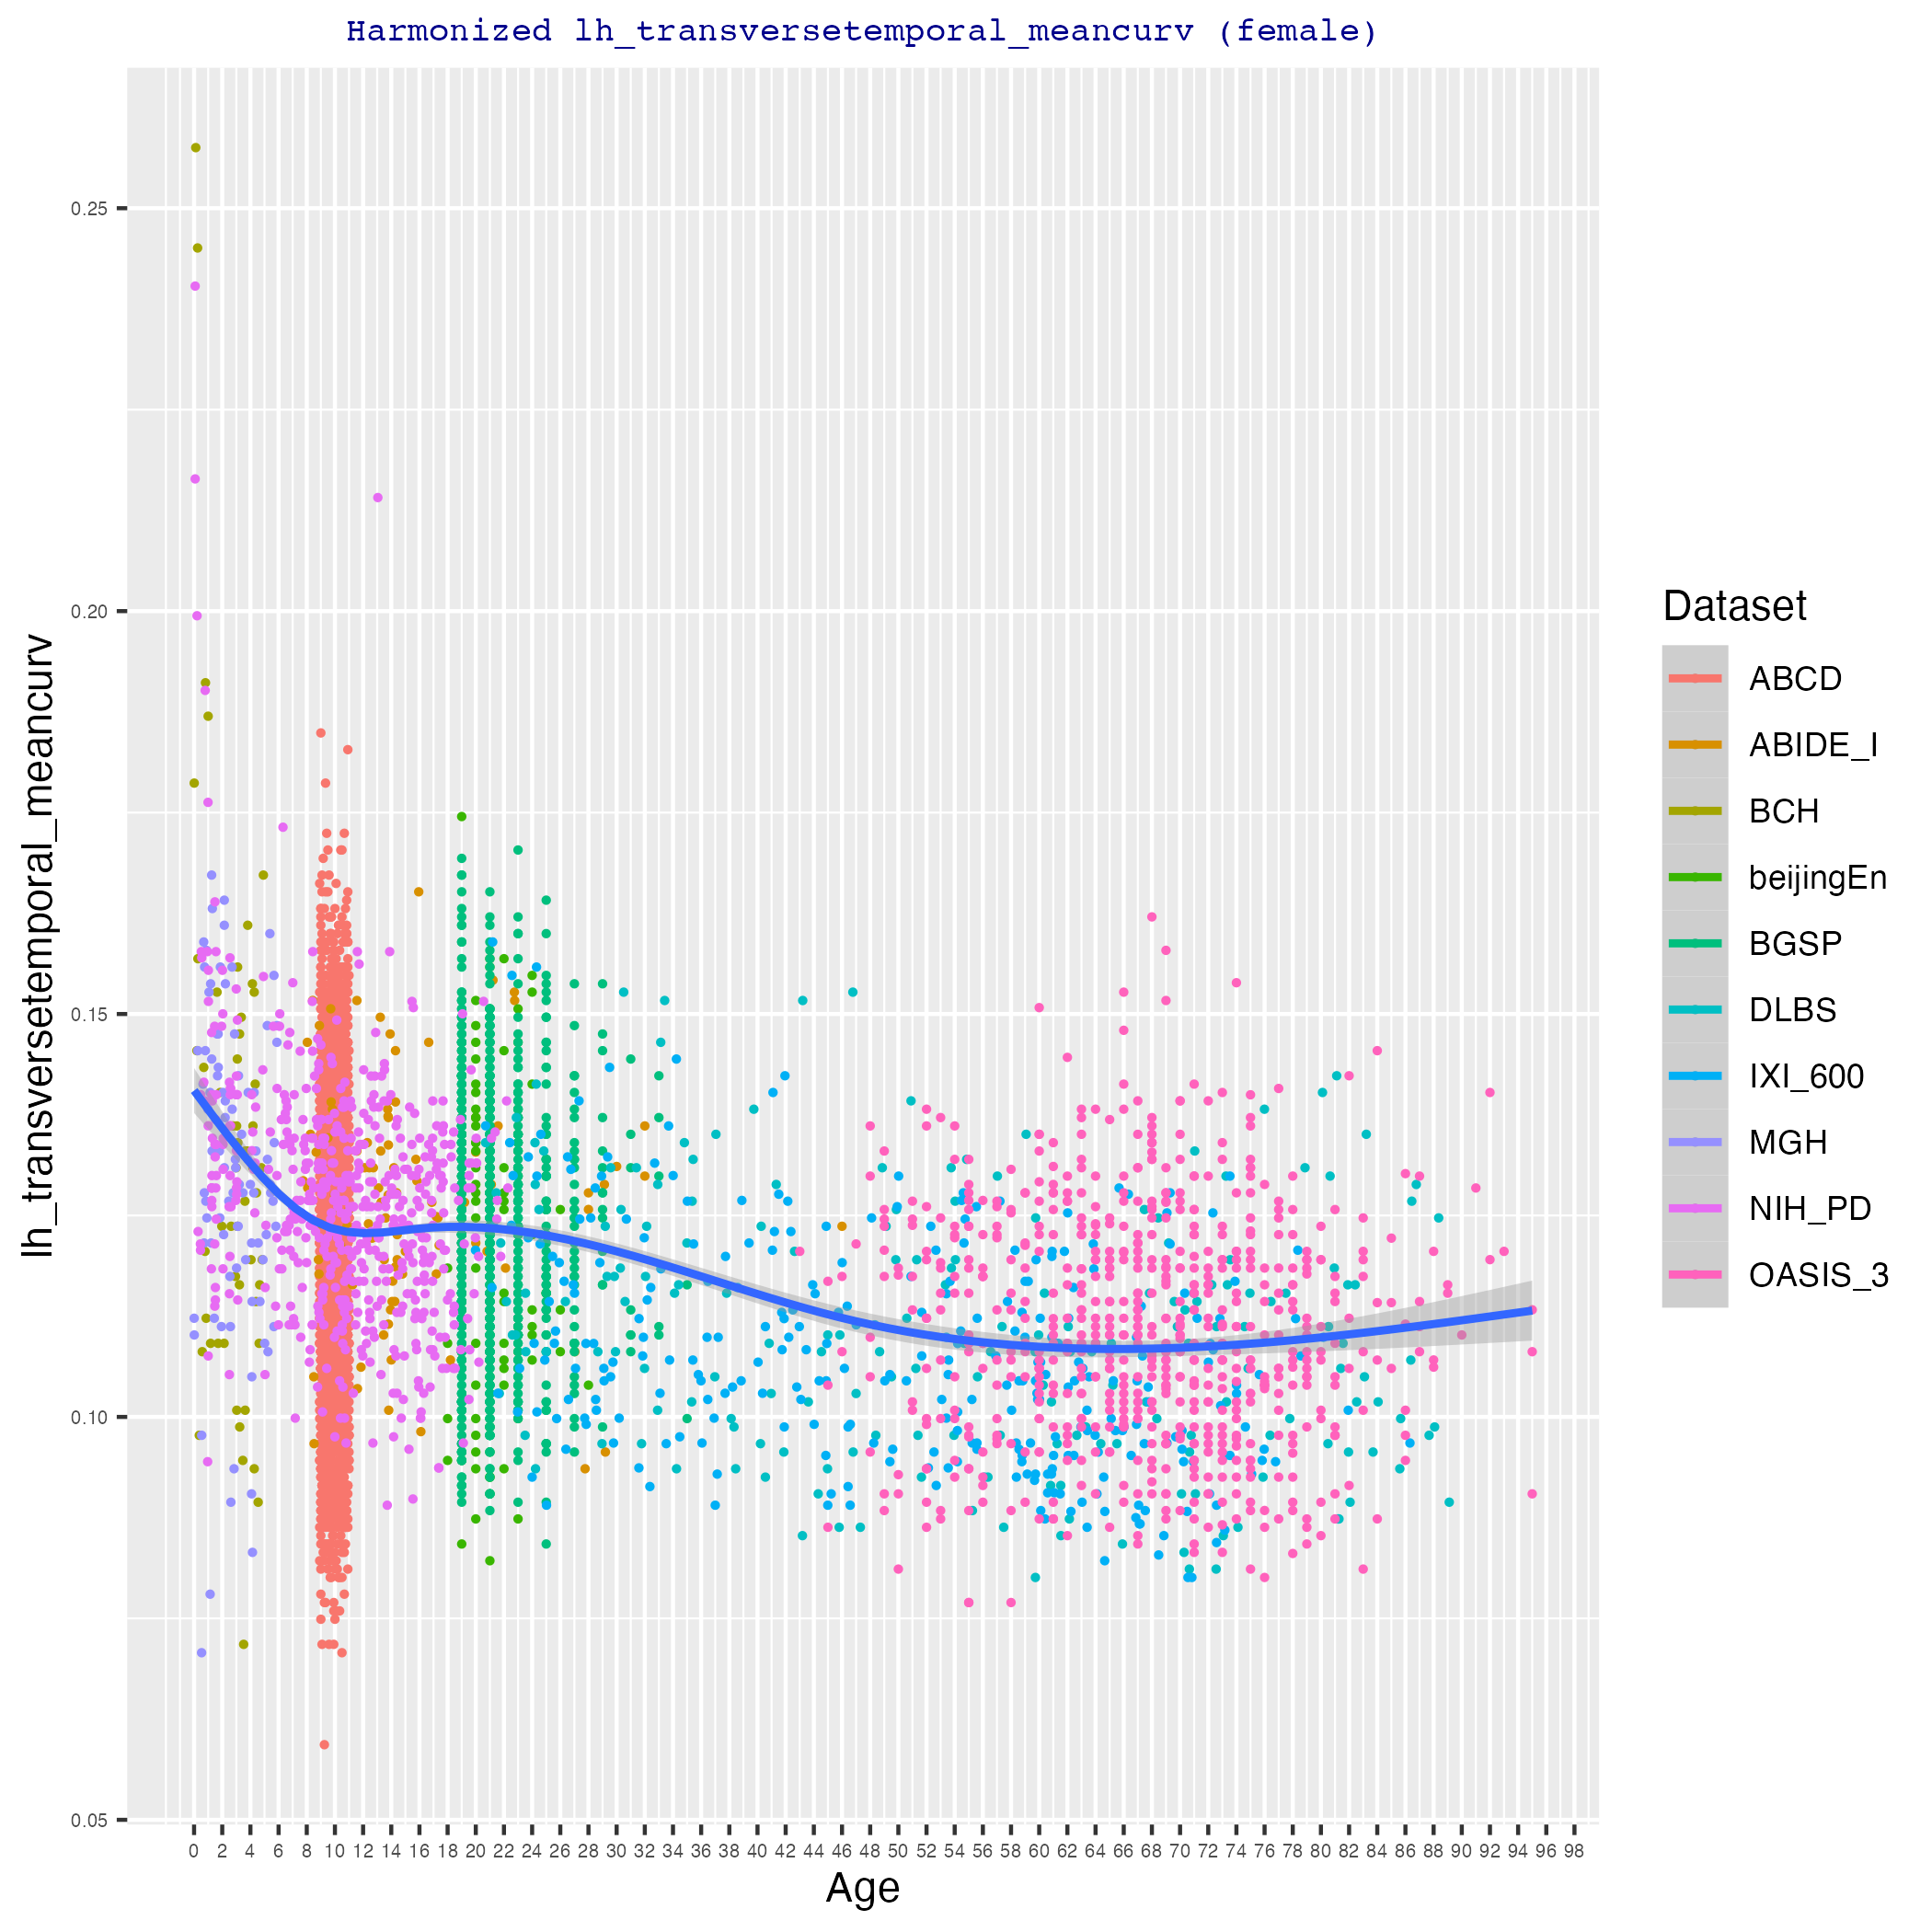 Harmonized lh_transversetemporal_meancurv (female)
lh_transversetemporal_meancurv
0.25
0.20
0.15
0.10
0.05
0 2 4 6 8 10 12 14 16 18 20 22 24 26 28 30 32 34 36 38 40 42 44 46 48 50 52 54 56 58 60 62 64 66 68 70 72 74 76 78 80 82 84 86 88 90 92 94 96 98
Age
Dataset
ABCD
ABIDE_I
BCH
beijingEn
BGSP
DLBS
IXI_600
MGH
NIH_PD
OASIS_3